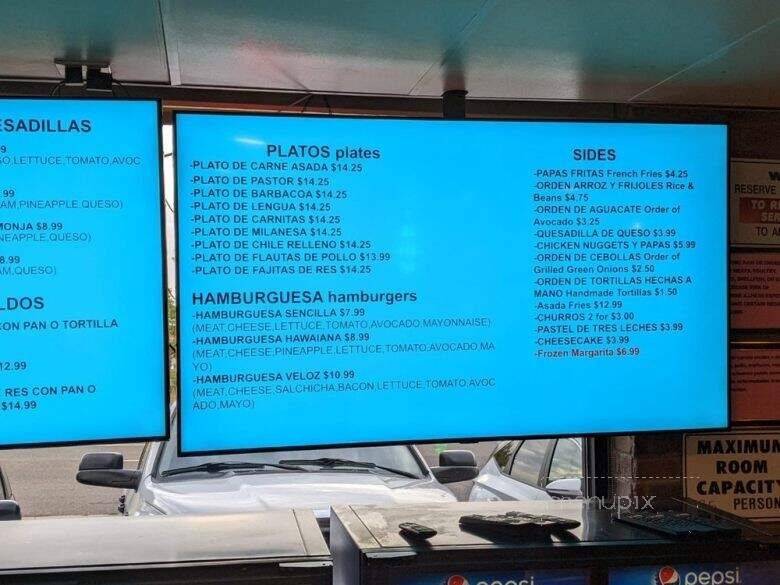 ESADILLAS
9
SO,LETTUCE,TOMATO,AVOC
.99
AM,PINEAPPLE,QUESO)
MONJA $8.99
NEAPPLE,QUESO)
8.99
AM,QUESO)
LDOS
CON PAN O TORTILLA
12.99
E RES CON PAN O
$14.99
PLATOS plates
-PLATO DE CARNE ASADA $14.25
-PLATO DE PASTOR $14.25
-PLATO DE BARBACOA $14.25
-PLATO DE LENGUA $14.25
-PLATO DE CARNITAS $14.25
-PLATO DE MILANESA $14.25
-PLATO DE CHILE RELLENO $14.25
-PLATO DE FLAUTAS DE POLLO $13.99
-PLATO DE FAJITAS DE RES $14.25
HAMBURGUESA hamburgers
-HAMBURGUESA SENCILLA $7.99
(MEAT,CHEESE,LETTUCE,TOMATO,AVOCADO,MAYONNAISE)
-HAMBURGUESA HAWAIANA $8.99
(MEAT,CHEESE,PINEAPPLE,LETTUCE,TOMATO,AVOCADO,MA
YO)
-HAMBURGUESA VELOZ $10.99
(MEAT,CHEESE,SALCHICHA,BACON,LETTUCE,TOMATO,AVOC
ADO,MAYO)
SIDES
-PAPAS FRITAS French Fries $4.25
-ORDEN ARROZ Y FRIJOLES Rice &
Beans $4.75
-ORDEN DE AGUACATE Order of
Avocado $3.25
-QUESADILLA DE QUESO $3.99
-CHICKEN NUGGETS Y PAPAS $5.99
-ORDEN DE CEBOLLAS Order of
Grilled Green Onions $2.50
-ORDEN DE TORTILLAS HECHAS A
MANO Handmade Tortillas $1.50
-Asada Fries $12.99
-CHURROS 2 for $3.00
-PASTEL DE TRES LECHES $3.99
-CHEESECAKE $3.99
-Frozen Margarita $6.99
W
RESERVE
TO R
SE
TO A
MAXIMUM
ROOM
CAPACITY
PERSON
menupix
pepsi
pepsi